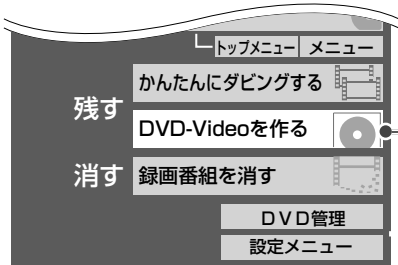 トップメニュー メニュー
かんたんにダビングする
残す
DVD-Videoを作る
消す 録画番組を消す
ＤＶＤ管理
設定メニュー